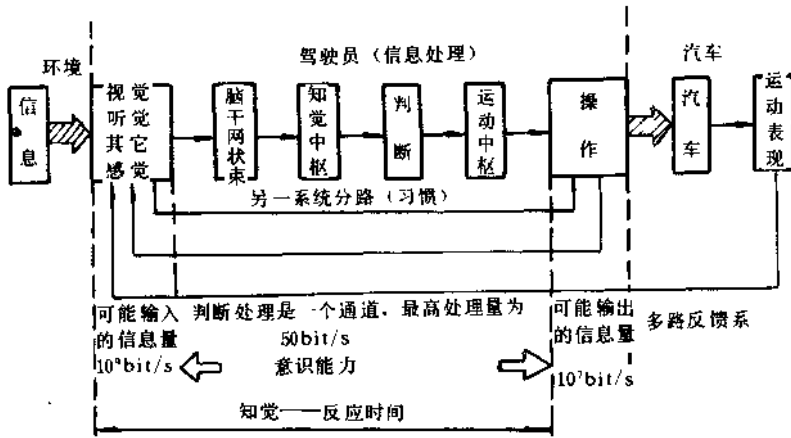 环境
驾驶员（信息处理）
汽车
信息
视觉
听觉
其它
感觉
脑干网状束
知觉中枢
判断
运动中枢
操作
汽车
运动表现
另一系统分路（习惯）
可能输入
的信息量
判断处理是一个通道，最高处理量为
50bit/s
意识能力
可能输出
的信息量
10⁷bit/s
多路反馈系
知觉——反应时间